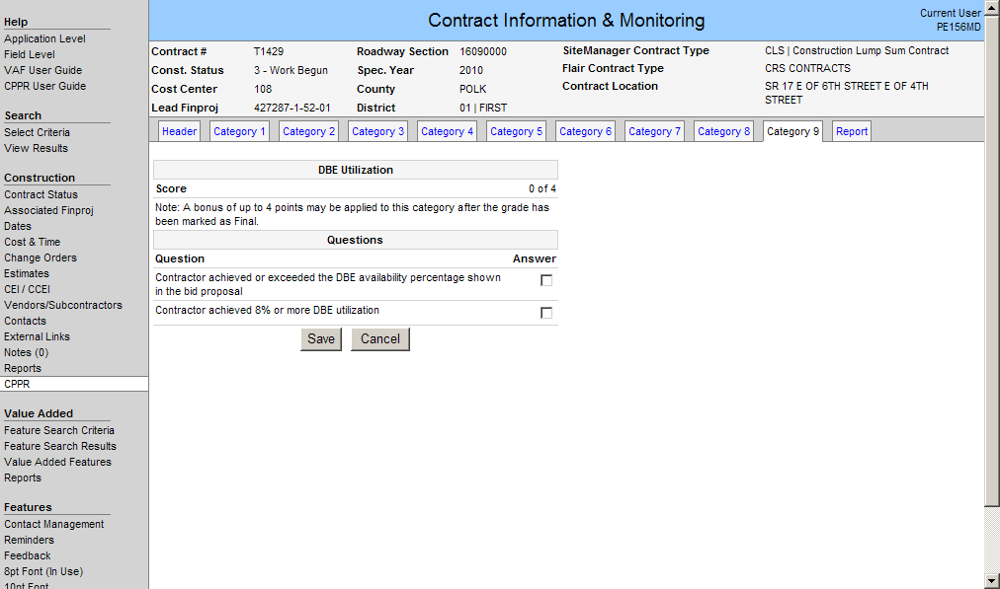 Help
Application Level
Field Level
VAF User Guide
CPPR User Guide
Search
Select Criteria
View Results
Construction
Contract Status
Associated Finproj
Dates
Cost & Time
Change Orders
Estimates
CEI / CCEI
Vendors/Subcontractors
Contacts
External Links
Notes (0)
Reports
CPPR
Value Added
Feature Search Criteria
Feature Search Results
Value Added Features
Reports
Features
Contact Management
Reminders
Feedback
8pt Font (In Use)
10pt Font
Contract Information & Monitoring
Current User
PE156MD
Contract # T1429 Roadway Section 16090000 SiteManager Contract Type CLS | Construction Lump Sum Contract
Const. Status 3 - Work Begun Spec. Year 2010 Flair Contract Type CRS CONTRACTS
Cost Center 108 County POLK Contract Location SR 17 E OF 6TH STREET E OF 4TH
STREET
Lead Finproj 427287-1-52-01 District 01 | FIRST
Header Category 1 Category 2 Category 3 Category 4 Category 5 Category 6 Category 7 Category 8 Category 9 Report
DBE Utilization
Score 0 of 4
Note: A bonus of up to 4 points may be applied to this category after the grade has
been marked as Final.
Questions
Question Answer
Contractor achieved or exceeded the DBE availability percentage shown
in the bid proposal
Contractor achieved 8% or more DBE utilization
Save Cancel